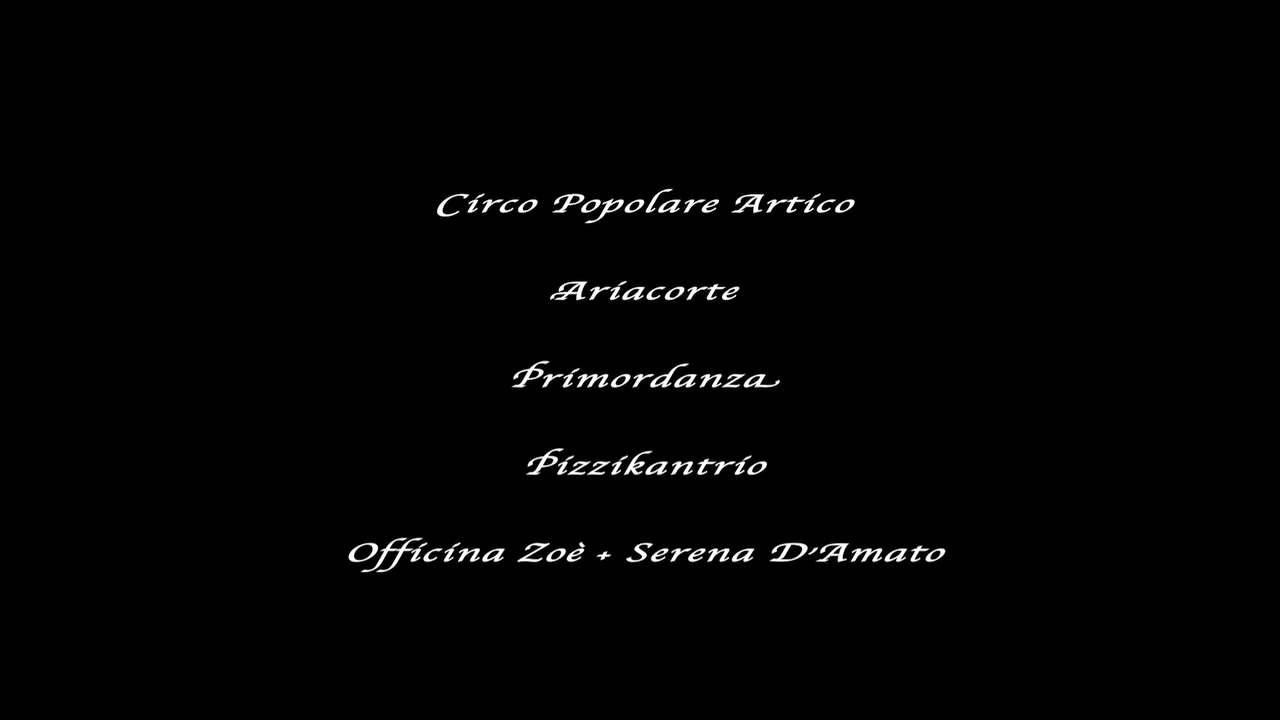 Circo Popolare Artico
Ariacorte
Primordanza
Pizzikantrio
Officina Zoè + Serena D'Amato